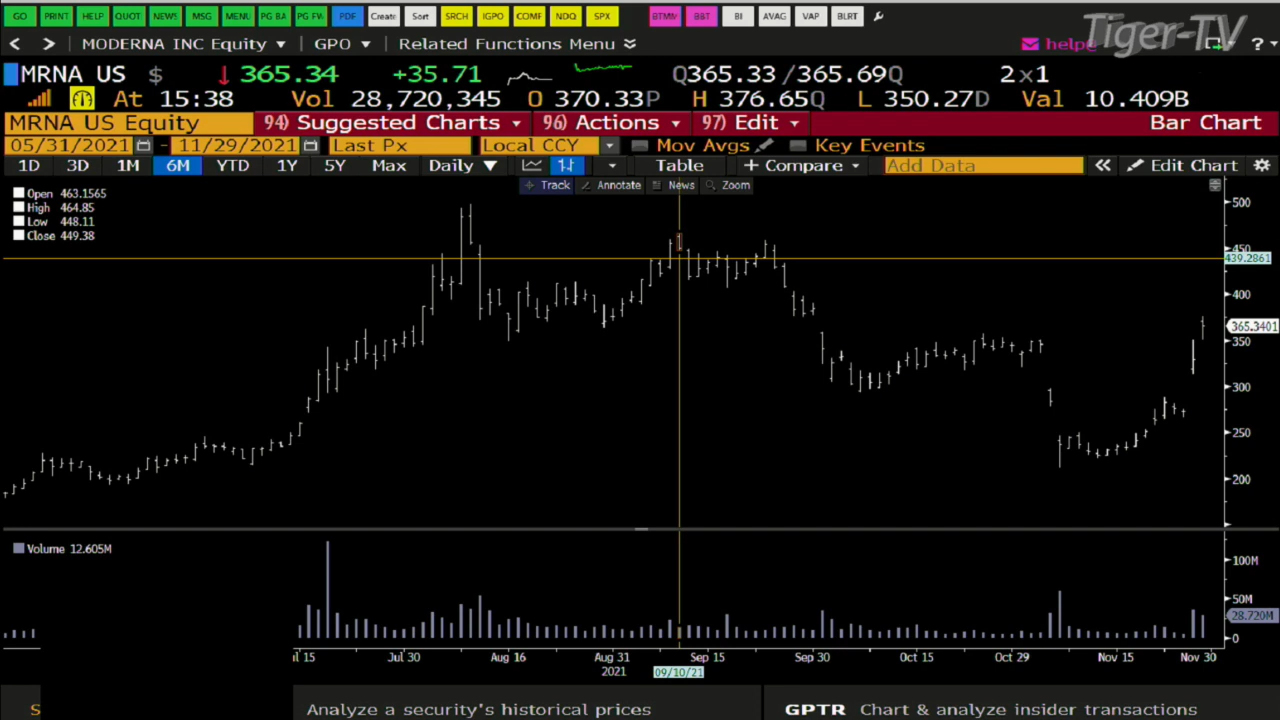 GO PRINT HELP QUOT NEWS MSG MENU PG BA PG FW PDF Create Sort SRCH IGPO COMF NDQ SPX BTMM BBT BI AVAG VAP BLRT
< > MODERNA INC Equity ▼ GPO ▼ Related Functions Menu help Tiger-TV ?
MRNA US $ ↓ 365.34 +35.71 Q365.33 /365.69Q 2x1
At 15:38 Vol 28,720,345 O 370.33P H 376.65Q L 350.27D Val 10.409B
MRNA US Equity 94) Suggested Charts 96) Actions 97) Edit Bar Chart
05/31/2021 - 11/29/2021 Last Px Local CCY Mov Avgs Key Events
1D 3D 1M 6M YTD 1Y 5Y Max Daily ▼ Table + Compare Add Data « Edit Chart
Track Annotate News Zoom
Open 463.1565
High 464.85
Low 448.11
Close 449.38
500
450
439.2861
400
365.3401
350
300
250
200
Volume 12.605M
100M
50M
28.720M
0
15 Jul 30 Aug 16 Aug 31 Sep 15 Sep 30 Oct 15 Oct 29 Nov 15 Nov 30
2021 09/10/21
S Analyze a security's historical prices GPTR Chart & analyze insider transactions